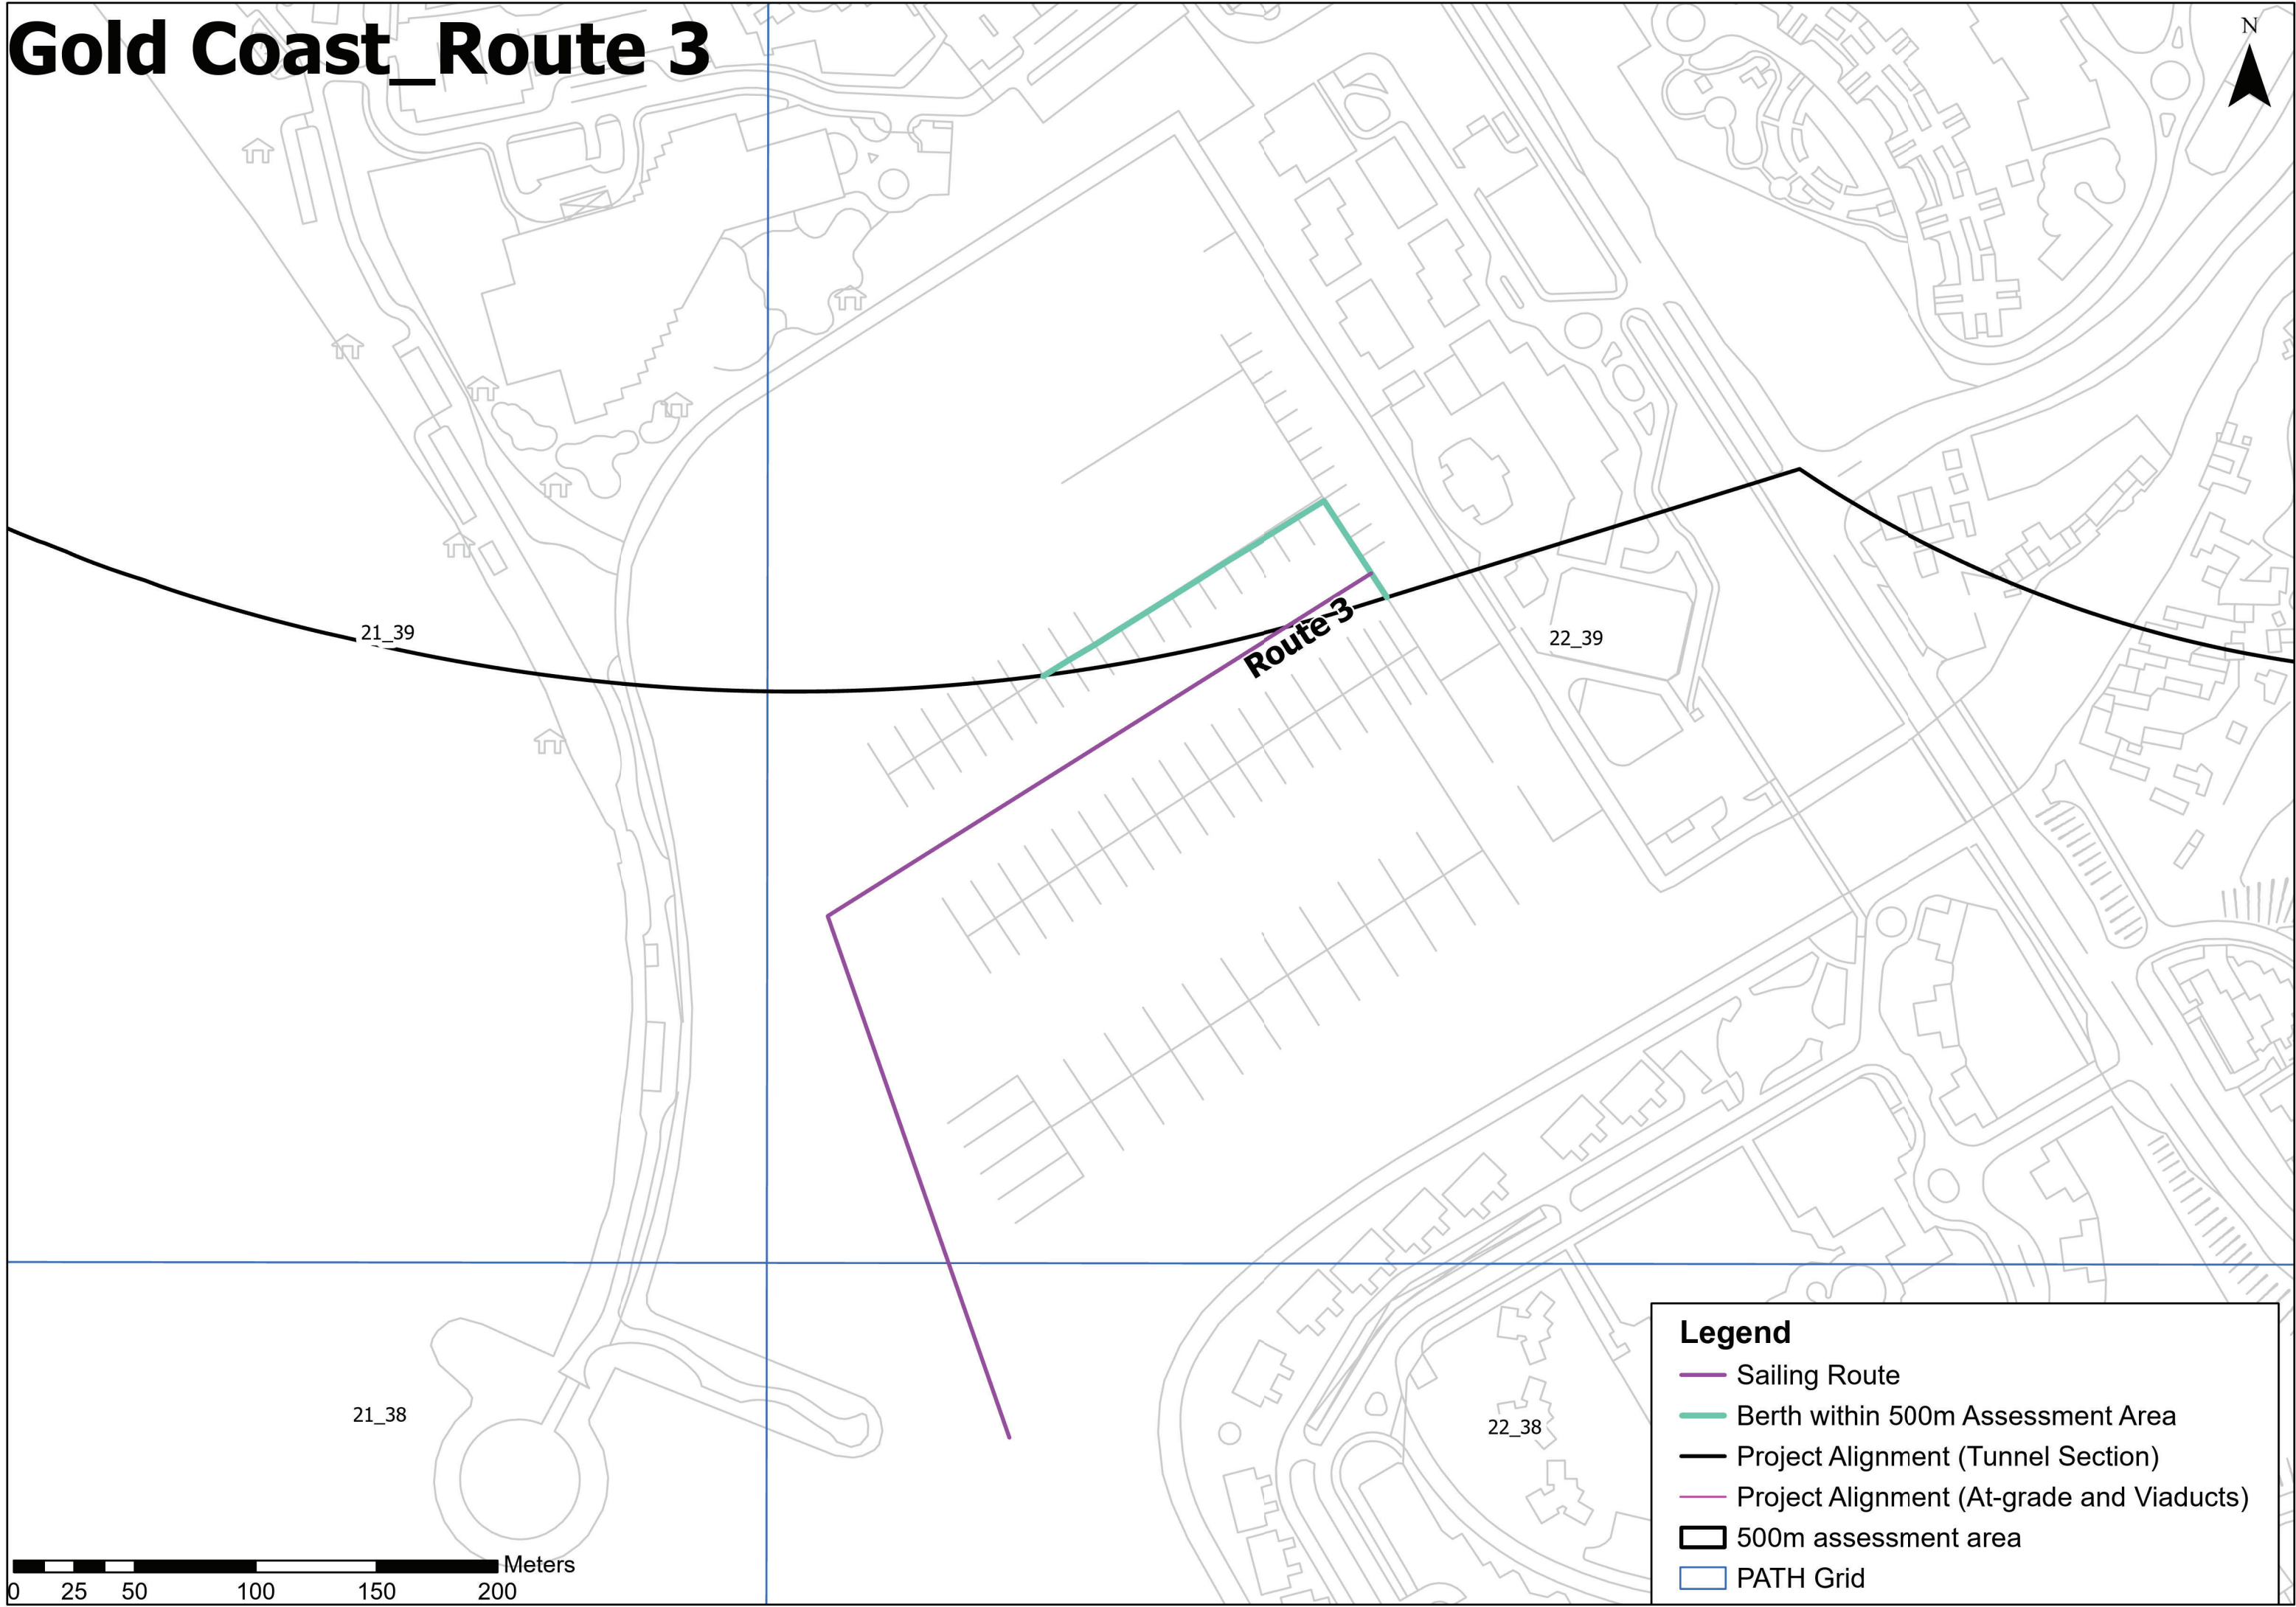 Gold Coast_Route 3
N
21_39
Route 3
22_39
21_38
22_38
Legend
Sailing Route
Berth within 500m Assessment Area
Project Alignment (Tunnel Section)
Project Alignment (At-grade and Viaducts)
500m assessment area
PATH Grid
Meters
0 25 50 100 150 200